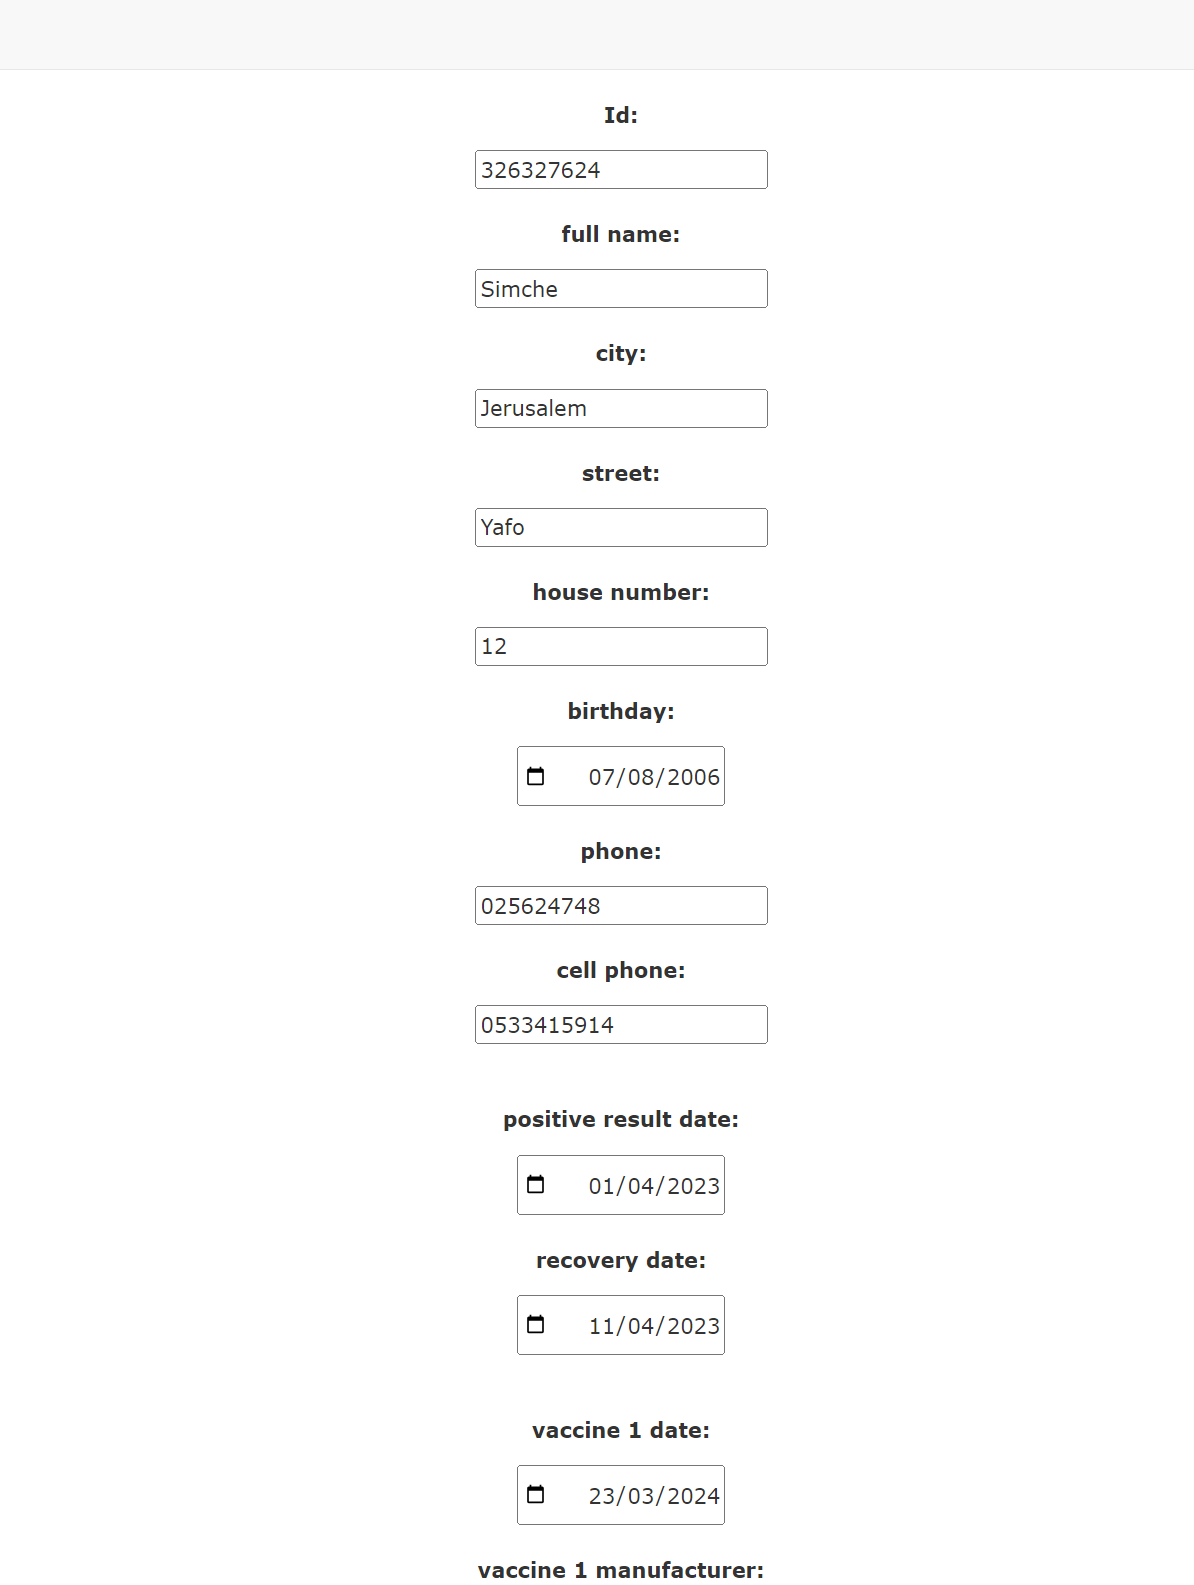 Id:
326327624
full name:
Simche
city:
Jerusalem
street:
Yafo
house number:
12
birthday:
07/08/2006
phone:
025624748
cell phone:
0533415914
positive result date:
01/04/2023
recovery date:
11/04/2023
vaccine 1 date:
23/03/2024
vaccine 1 manufacturer: